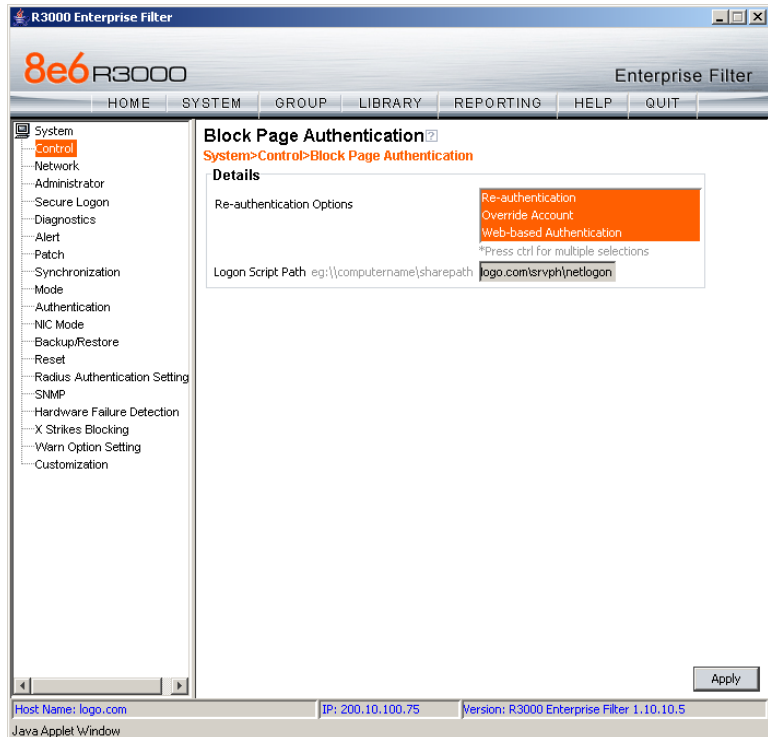 R3000 Enterprise Filter
8e6 R3000
Enterprise Filter
HOME SYSTEM GROUP LIBRARY REPORTING HELP QUIT
System
Control
Network
Administrator
Secure Logon
Diagnostics
Alert
Patch
Synchronization
Mode
Authentication
NIC Mode
Backup/Restore
Reset
Radius Authentication Setting
SNMP
Hardware Failure Detection
X Strikes Blocking
Warn Option Setting
Customization
Block Page Authentication ?
System>Control>Block Page Authentication
Details
Re-authentication Options
Re-authentication
Override Account
Web-based Authentication
*Press ctrl for multiple selections
Logon Script Path eg:\\computername\sharepath logo.com\srvph\netlogon
Apply
Host Name: logo.com IP: 200.10.100.75 Version: R3000 Enterprise Filter 1.10.10.5
Java Applet Window